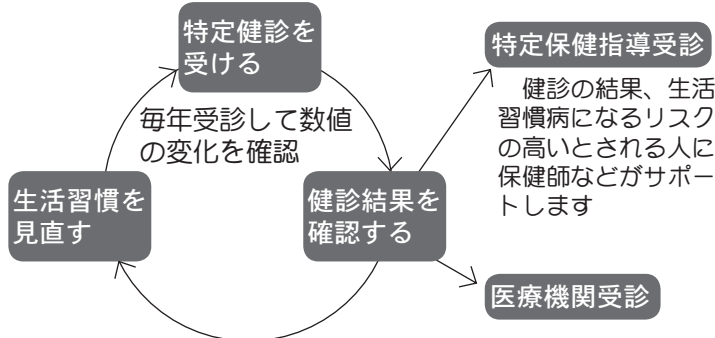 特定健診を
受ける
毎年受診して数値
の変化を確認
生活習慣を
見直す
健診結果を
確認する
特定保健指導受診
健診の結果、生活
習慣病になるリスク
の高いとされる人に
保健師などがサポー
トします
医療機関受診